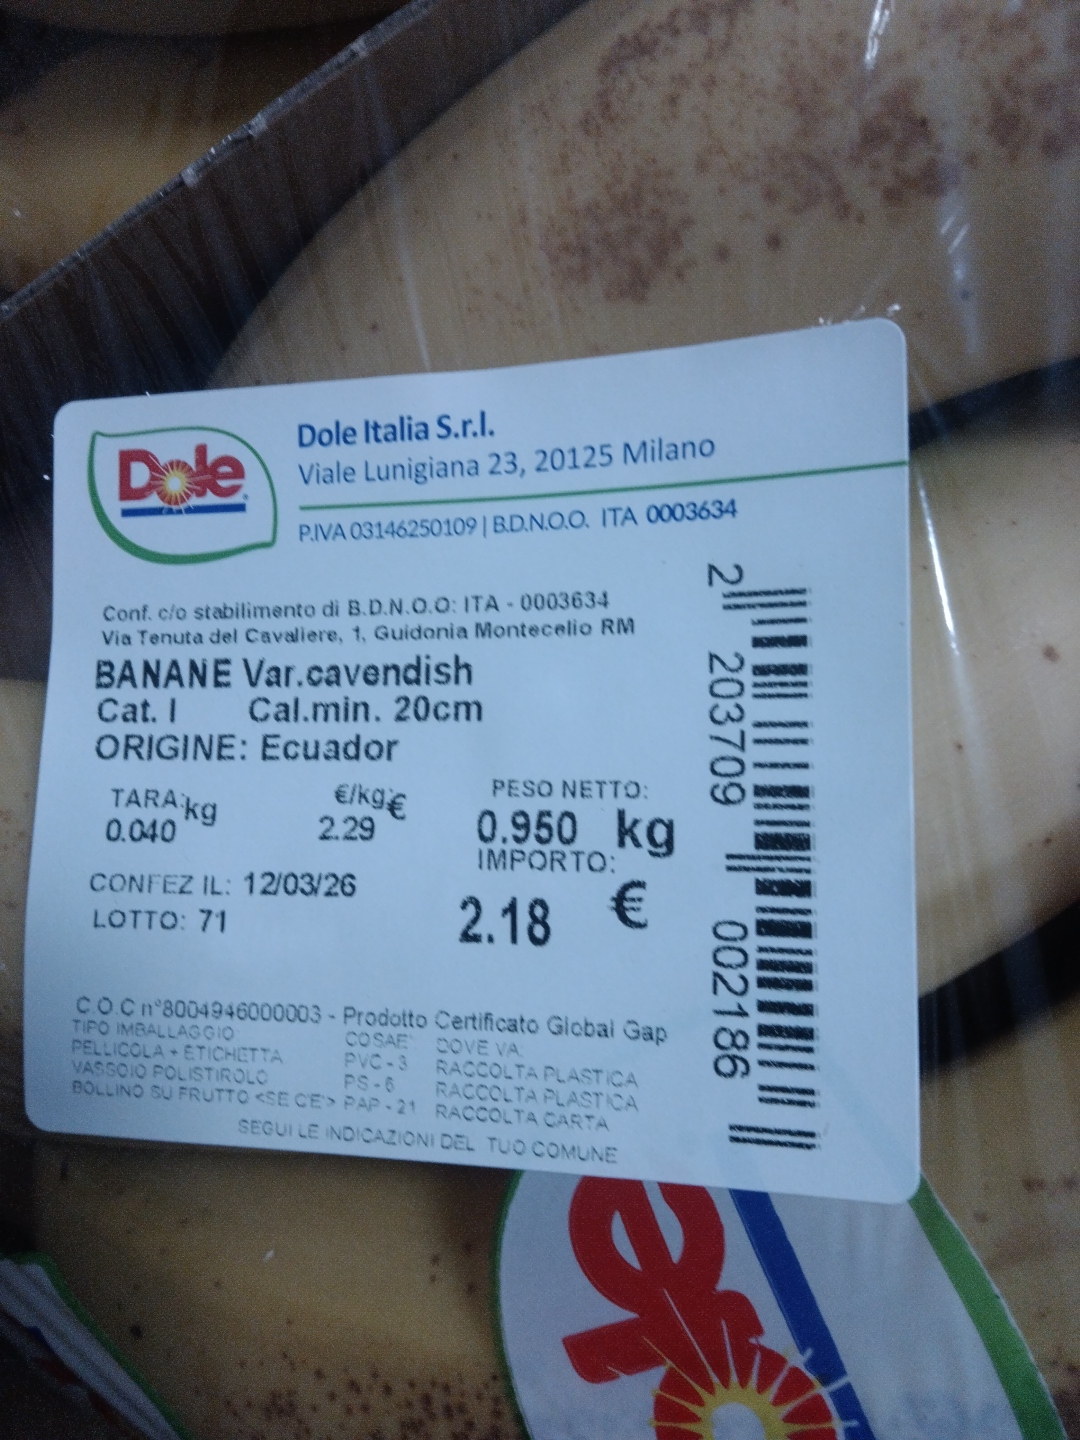 Dole
Dole Italia S.r.l.
Viale Lunigiana 23, 20125 Milano
P.IVA 03146250109 | B.D.N.O.O. ITA 0003634
Conf. c/o stabilimento di B.D.N.O.O: ITA - 0003634
Via Tenuta del Cavaliere, 1, Guidonia Montecelio RM
BANANE Var.cavendish
Cat. I Cal.min. 20cm
ORIGINE: Ecuador
TARA: kg
0.040
€/kg: €
2.29
PESO NETTO:
0.950 kg
IMPORTO:
2.18 €
CONFEZ IL: 12/03/26
LOTTO: 71
2 203709 002186
C.O.C n°8004946000003 - Prodotto Certificato Global Gap
TIPO IMBALLAGGIO COSAE' DOVE VA:
PELLICOLA + ETICHETTA PVC - 3 RACCOLTA PLASTICA
VASSOIO POLISTIROLO PS - 6 RACCOLTA PLASTICA
BOLLINO SU FRUTTO <SE C'E'> PAP - 21 RACCOLTA CARTA
SEGUI LE INDICAZIONI DEL TUO COMUNE